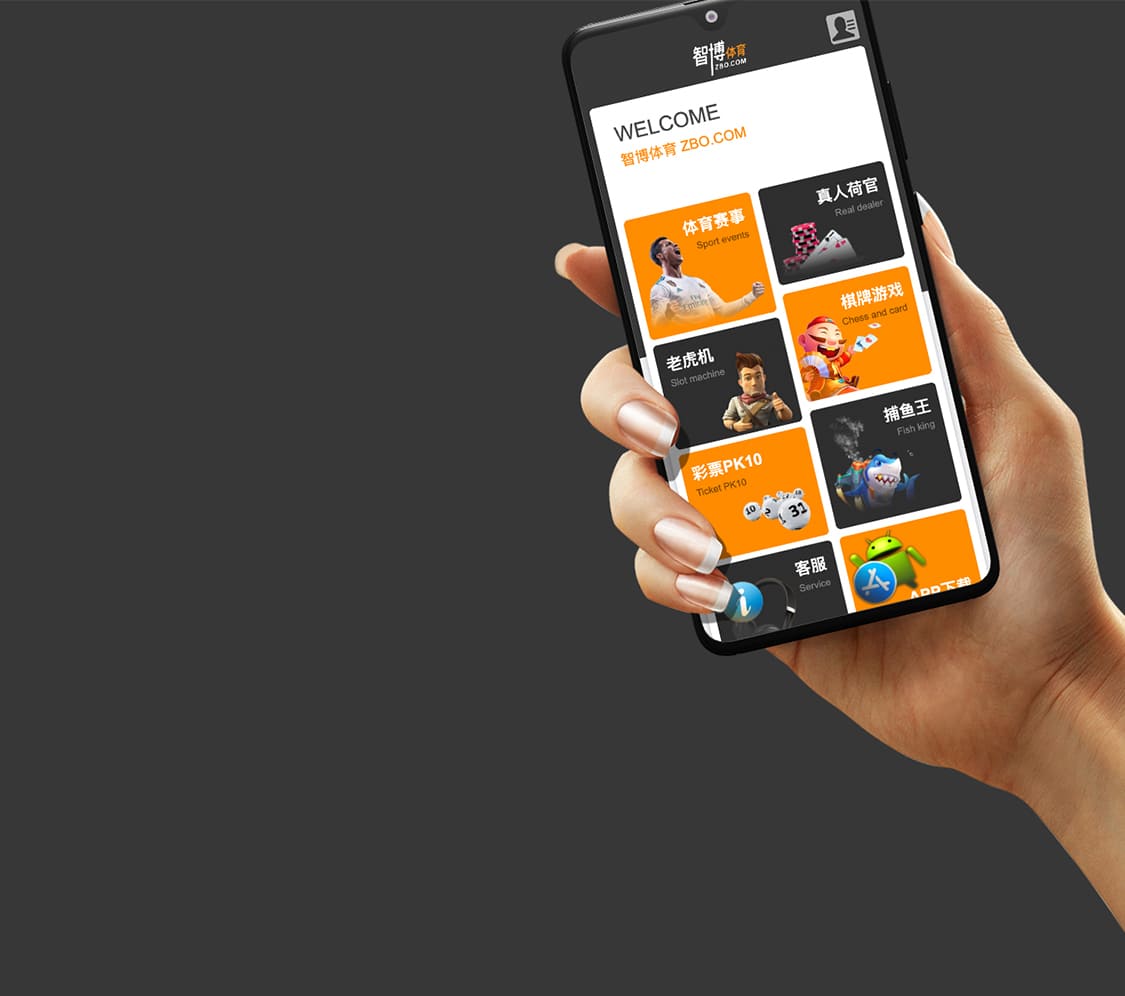 智博体育
ZBO.COM
WELCOME
智博体育 ZBO.COM
体育赛事
Sport events
真人荷官
Real dealer
老虎机
Slot machine
棋牌游戏
Chess and card
彩票PK10
Ticket PK10
10
31
捕鱼王
Fish king
客服
Service
i
APP下载